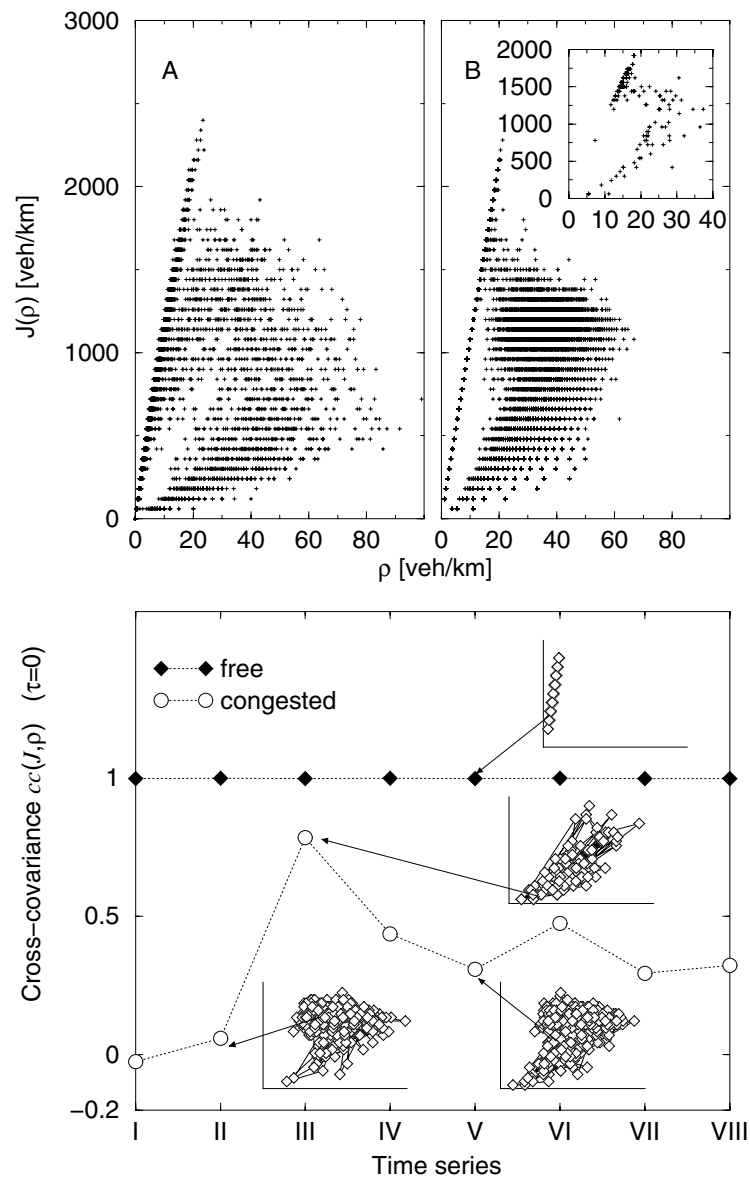 3000
2000
1000
0
J(ρ) [veh/km]
A
0 20 40 60 80
B
2000
1500
1000
500
0
0 10 20 30 40
0 20 40 60 80
ρ [veh/km]
Cross-covariance cc(J,ρ) (τ=0)
free
congested
1
0.5
0
−0.2
I II III IV V VI VII VIII
Time series